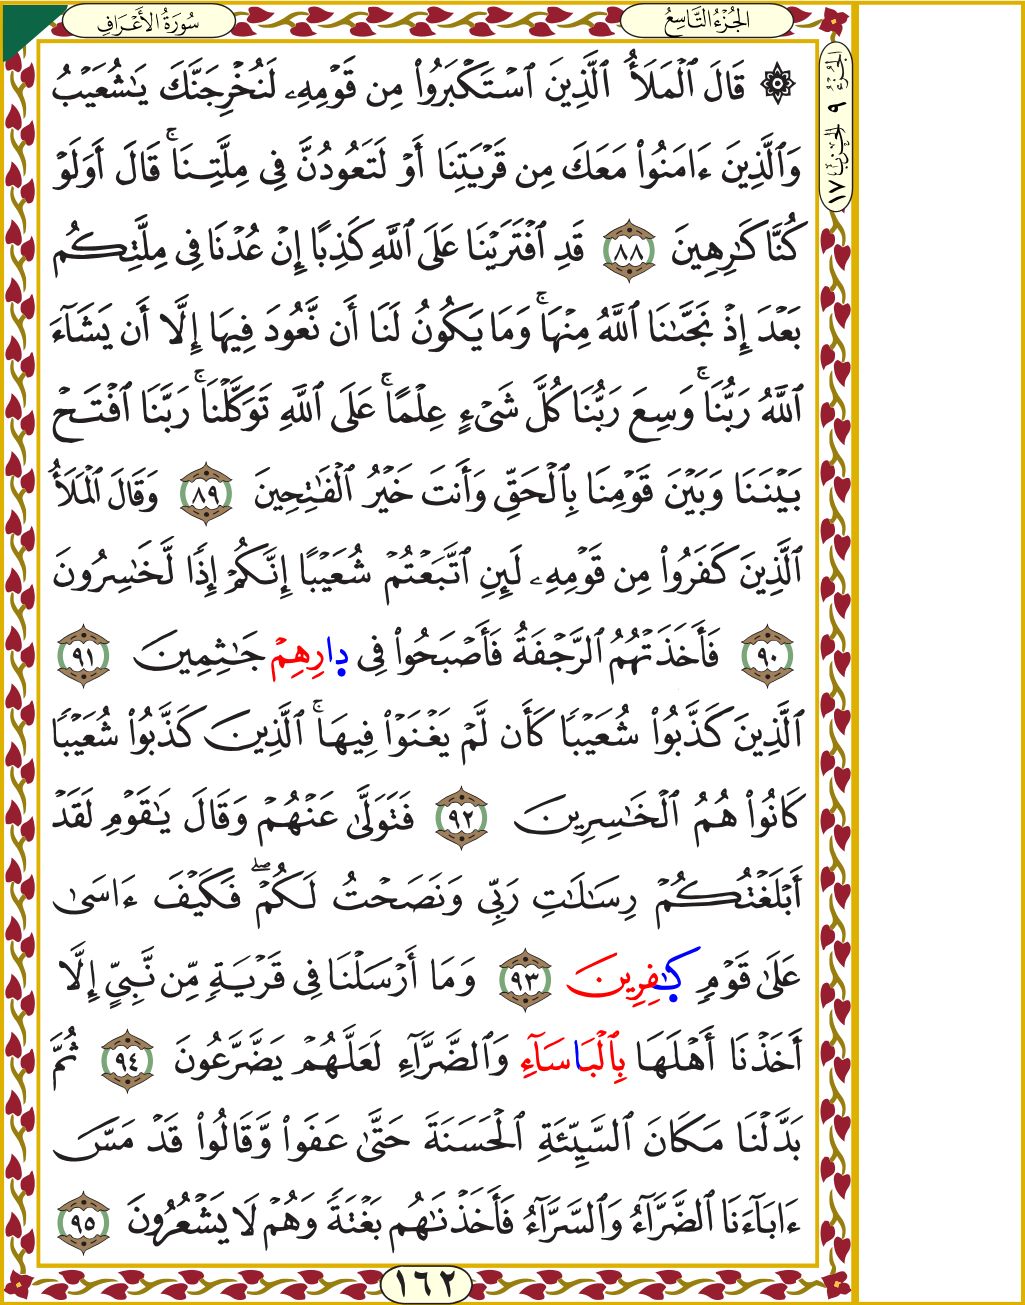 سُورَةُ الأَعْرَافِ
الجُزْءُ التَّاسِعُ
الجزء ٩ الحزب ١٧
۞ قَالَ ٱلۡمَلَأُ ٱلَّذِينَ ٱسۡتَكۡبَرُواْ مِن قَوۡمِهِۦ لَنُخۡرِجَنَّكَ يَٰشُعَيۡبُ
وَٱلَّذِينَ ءَامَنُواْ مَعَكَ مِن قَرۡيَتِنَا أَوۡ لَتَعُودُنَّ فِي مِلَّتِنَاۚ قَالَ أَوَلَوۡ
كُنَّا كَٰرِهِينَ ٨٨ قَدِ ٱفۡتَرَيۡنَا عَلَى ٱللَّهِ كَذِبًا إِنۡ عُدۡنَا فِي مِلَّتِكُم
بَعۡدَ إِذۡ نَجَّىٰنَا ٱللَّهُ مِنۡهَاۚ وَمَا يَكُونُ لَنَا أَن نَّعُودَ فِيهَا إِلَّا أَن يَشَآءَ
ٱللَّهُ رَبُّنَاۚ وَسِعَ رَبُّنَا كُلَّ شَيۡءٍ عِلۡمًاۚ عَلَى ٱللَّهِ تَوَكَّلۡنَاۚ رَبَّنَا ٱفۡتَحۡ
بَيۡنَنَا وَبَيۡنَ قَوۡمِنَا بِٱلۡحَقِّ وَأَنتَ خَيۡرُ ٱلۡفَٰتِحِينَ ٨٩ وَقَالَ ٱلۡمَلَأُ
ٱلَّذِينَ كَفَرُواْ مِن قَوۡمِهِۦ لَئِنِ ٱتَّبَعۡتُمۡ شُعَيۡبًا إِنَّكُمۡ إِذٗا لَّخَٰسِرُونَ
٩٠ فَأَخَذَتۡهُمُ ٱلرَّجۡفَةُ فَأَصۡبَحُواْ فِي دِارِهِمۡ جَٰثِمِينَ ٩١
ٱلَّذِينَ كَذَّبُواْ شُعَيۡبٗا كَأَن لَّمۡ يَغۡنَوۡاْ فِيهَاۚ ٱلَّذِينَ كَذَّبُواْ شُعَيۡبٗا
كَانُواْ هُمُ ٱلۡخَٰسِرِينَ ٩٢ فَتَوَلَّىٰ عَنۡهُمۡ وَقَالَ يَٰقَوۡمِ لَقَدۡ
أَبۡلَغۡتُكُمۡ رِسَٰلَٰتِ رَبِّي وَنَصَحۡتُ لَكُمۡۖ فَكَيۡفَ ءَاسَىٰ
عَلَىٰ قَوۡمٖ كِٰفِرِينَ ٩٣ وَمَا أَرۡسَلۡنَا فِي قَرۡيَةٖ مِّن نَّبِيٍّ إِلَّا
أَخَذۡنَا أَهۡلَهَا بِٱلۡبَاسَآءِ وَٱلضَّرَّآءِ لَعَلَّهُمۡ يَضَّرَّعُونَ ٩٤ ثُمَّ
بَدَّلۡنَا مَكَانَ ٱلسَّيِّئَةِ ٱلۡحَسَنَةَ حَتَّىٰ عَفَواْ وَّقَالُواْ قَدۡ مَسَّ
ءَابَآءَنَا ٱلضَّرَّآءُ وَٱلسَّرَّآءُ فَأَخَذۡنَٰهُم بَغۡتَةٗ وَهُمۡ لَا يَشۡعُرُونَ ٩٥
١٦٢